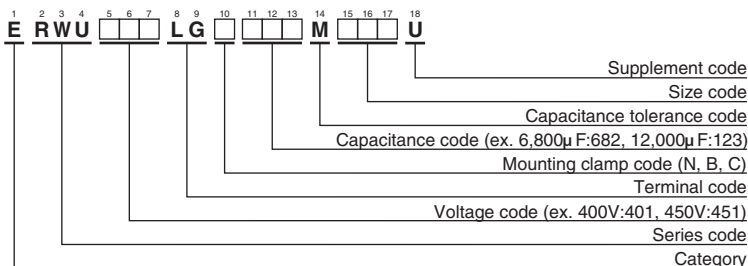 1 2 3 4 5 6 7 8 9 10 11 12 13 14 15 16 17 18
E RWU □□□ LG □ □□□ M □□□ U
Supplement code
Size code
Capacitance tolerance code
Capacitance code (ex. 6,800μF:682, 12,000μF:123)
Mounting clamp code (N, B, C)
Terminal code
Voltage code (ex. 400V:401, 450V:451)
Series code
Category